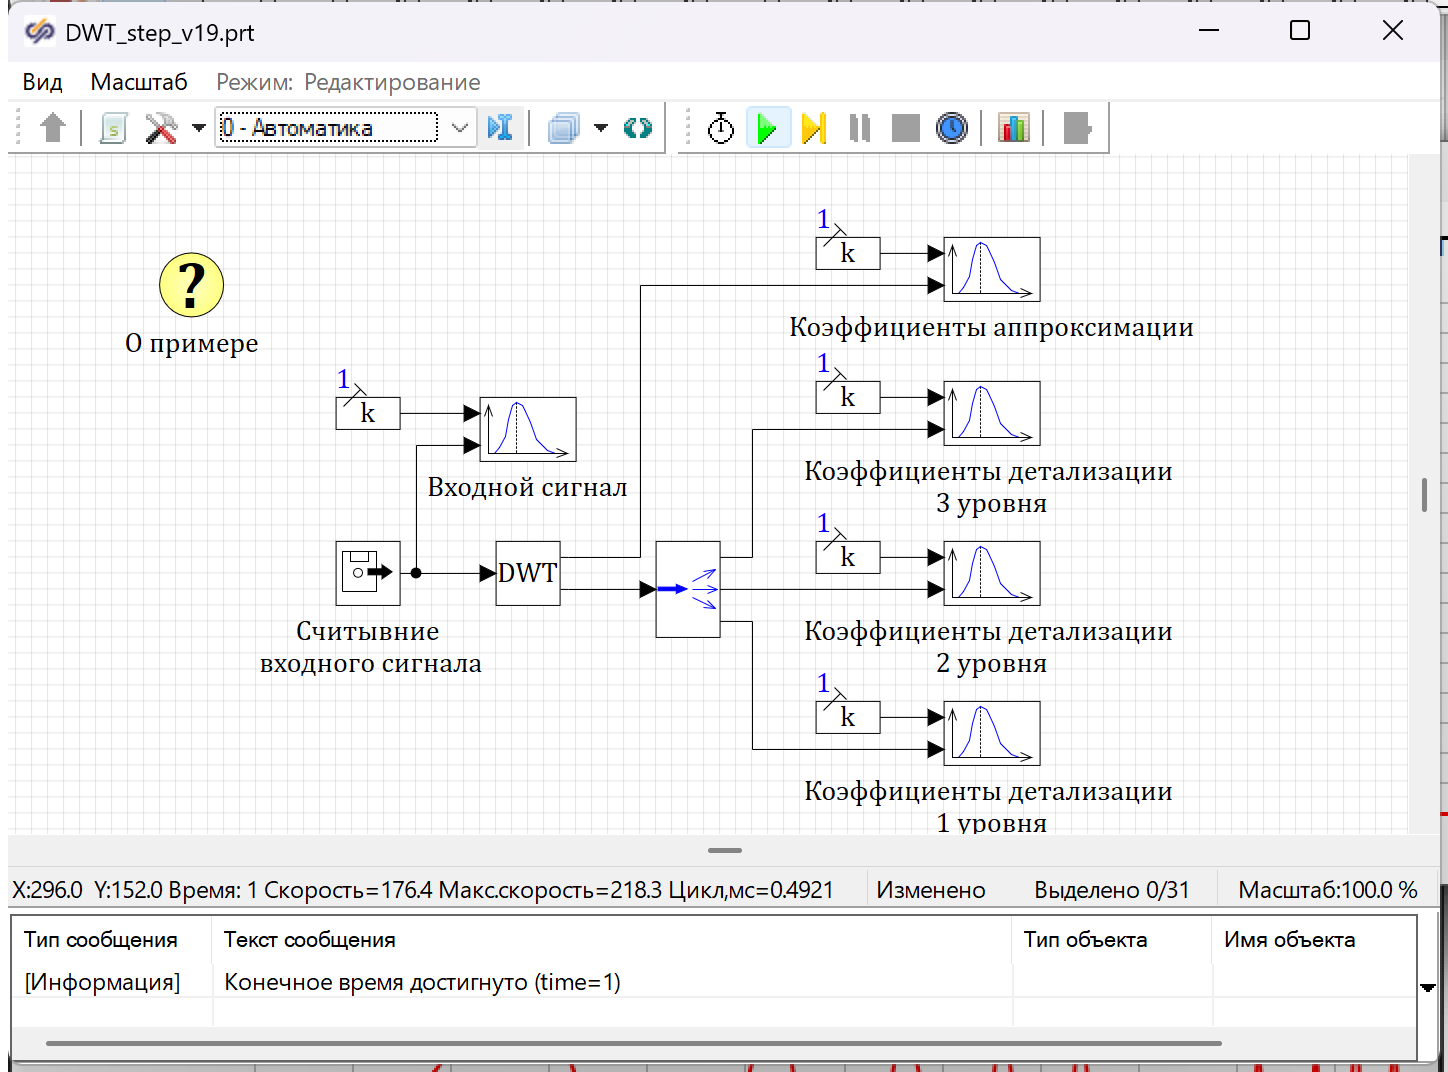 DWT_step_v19.prt
Вид Масштаб Режим: Редактирование
s 0 - Автоматика
1
k
Коэффициенты аппроксимации
?
О примере
1
k
Коэффициенты детализации
3 уровня
1
k
Входной сигнал
1
k
Коэффициенты детализации
2 уровня
DWT
Считывние
входного сигнала
1
k
Коэффициенты детализации
1 уровня
X:296.0 Y:152.0 Время: 1 Скорость=176.4 Макс.скорость=218.3 Цикл,мс=0.4921 Изменено Выделено 0/31 Масштаб:100.0 %
Тип сообщения Текст сообщения Тип объекта Имя объекта
[Информация] Конечное время достигнуто (time=1)